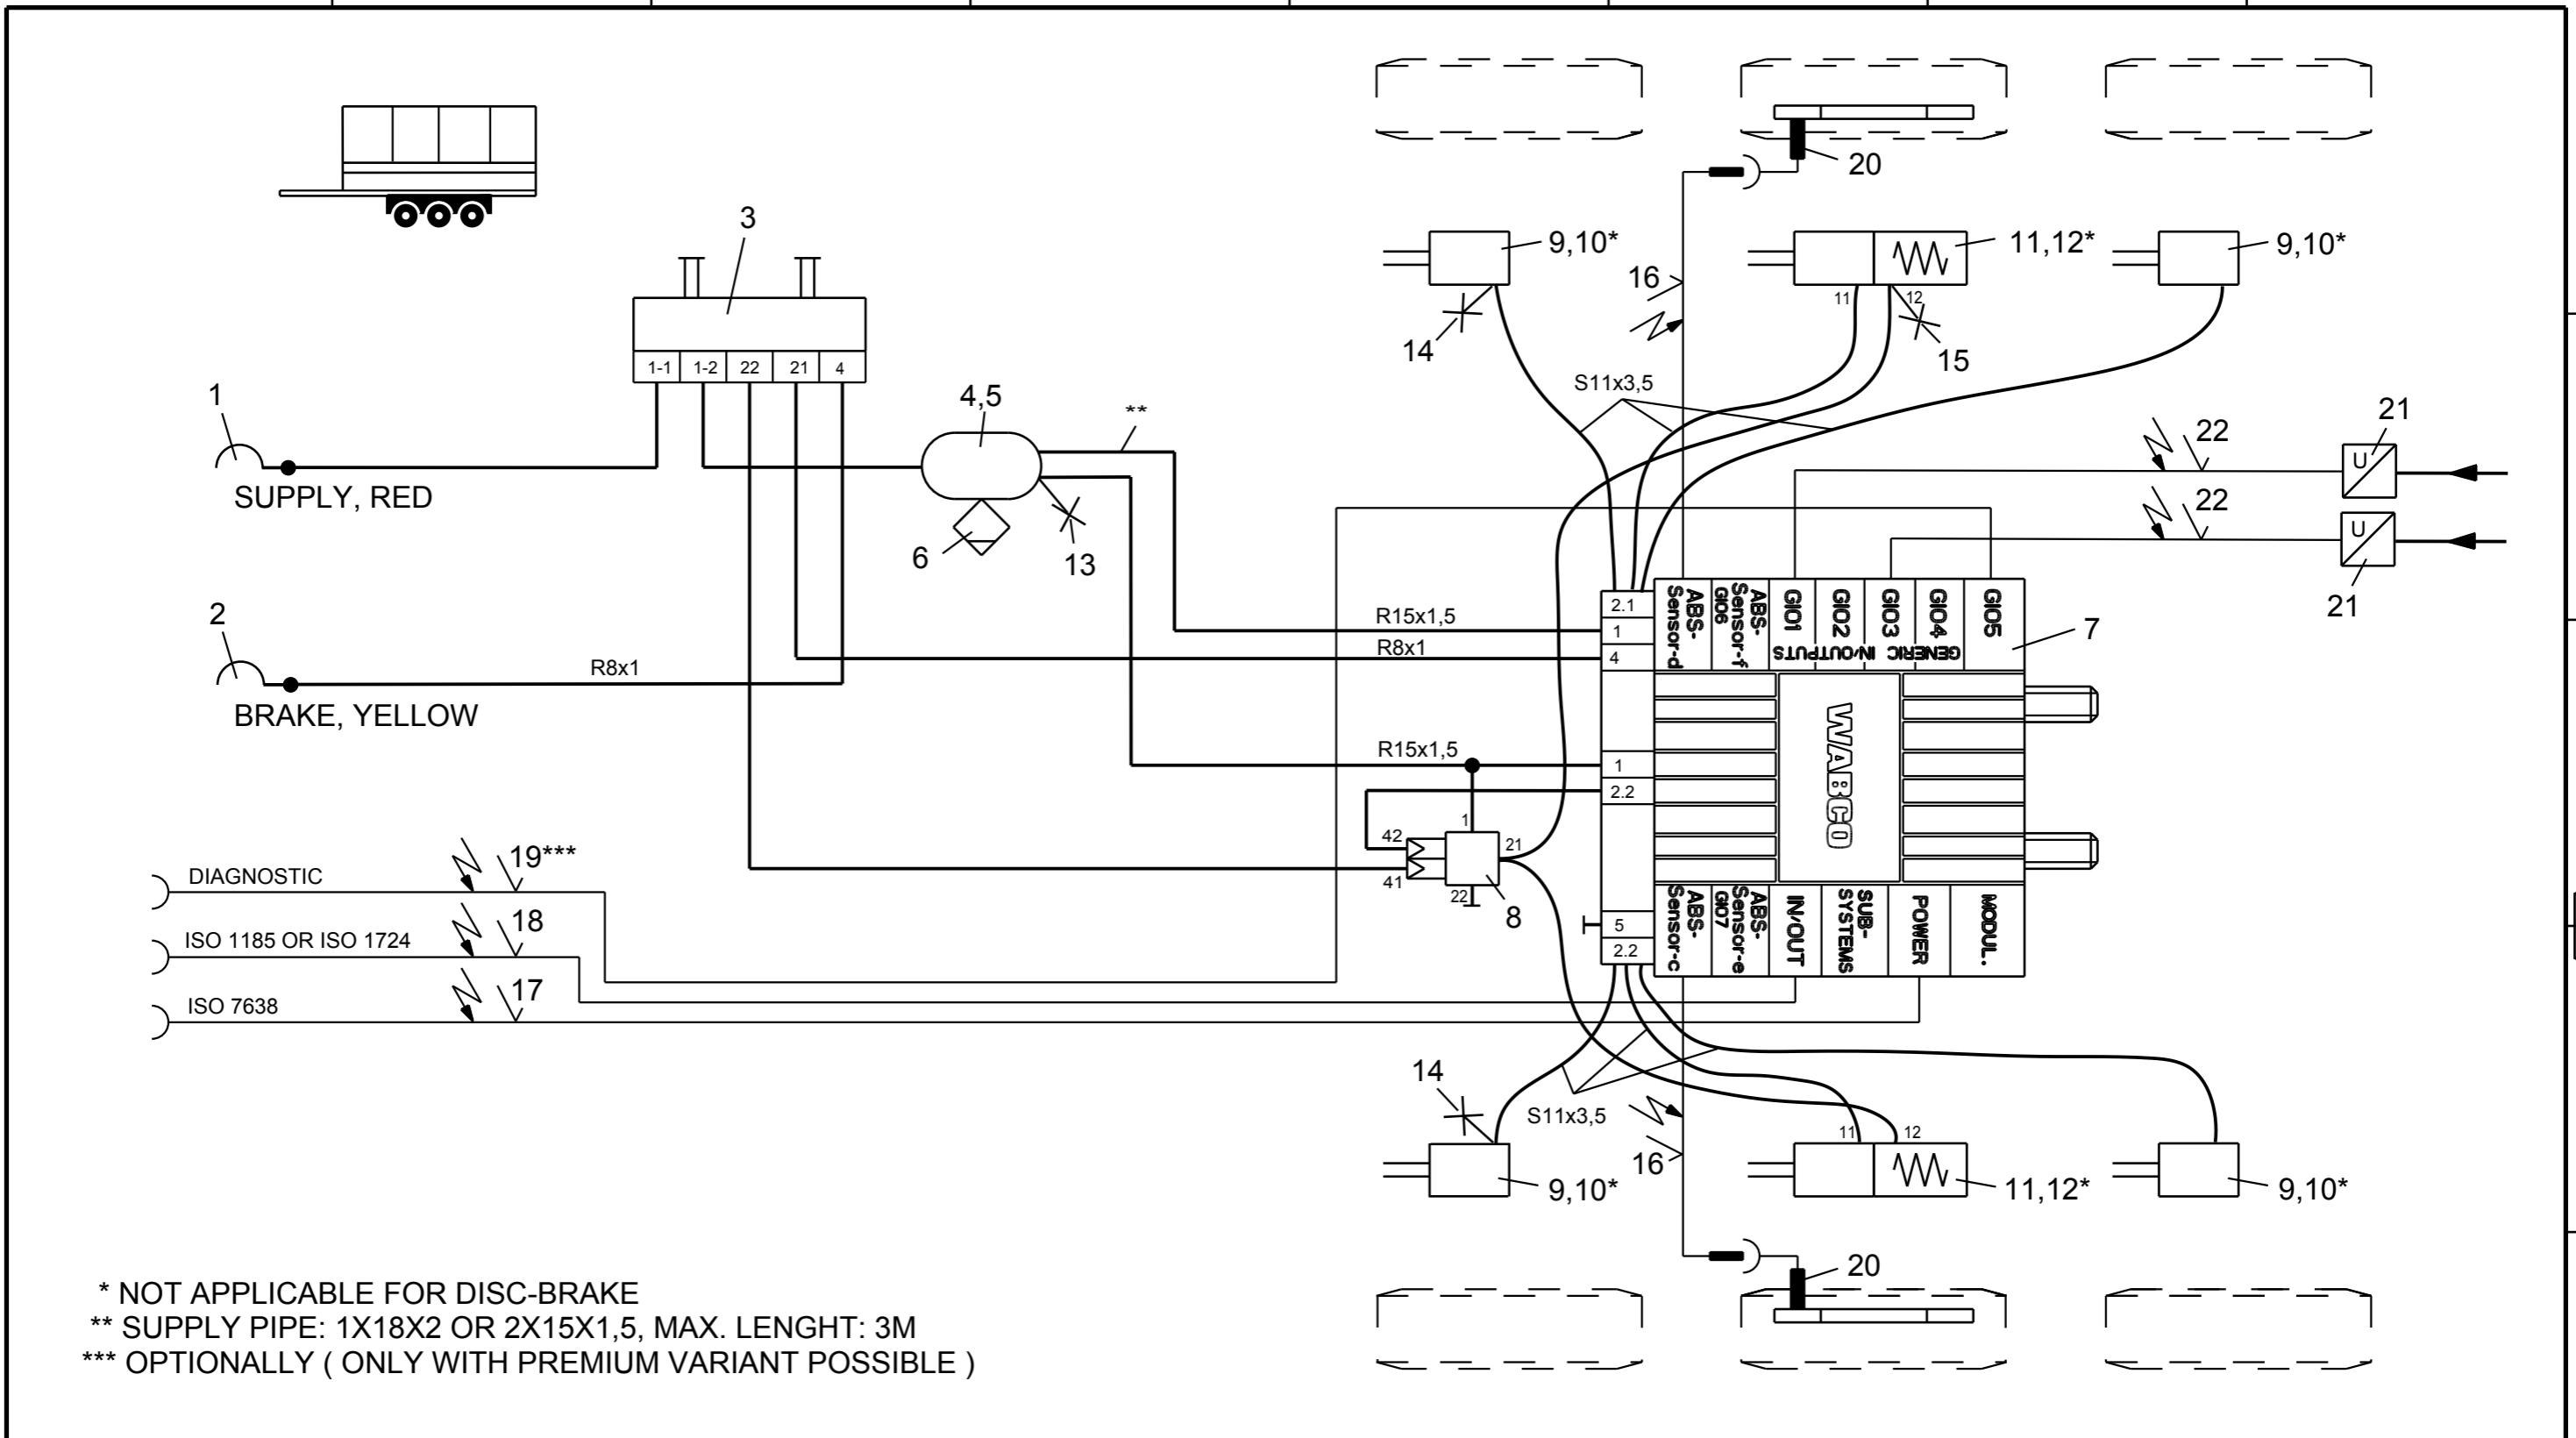 20
3
9,10*
11,12*
9,10*
16
11
12
14
15
1-1
1-2
22
21
4
S11x3,5
1
4,5
**
21
22
SUPPLY, RED
22
6
13
21
2
R15x1,5
R8x1
R8x1
BRAKE, YELLOW
2.1
1
4
ABS-
Sensor-d
ABS-
Sensor-f
GIO6
GIO1
GIO2
GIO3
GIO4
GIO5
GENERIC IN/OUTPUTS
7
WABCO
R15x1,5
1
2.2
1
42
21
41
22
8
5
2.2
ABS-
Sensor-c
ABS-
Sensor-e
GIO7
IN/OUT
SUB-
SYSTEMS
POWER
MODUL.
DIAGNOSTIC
19***
ISO 1185 OR ISO 1724
18
ISO 7638
17
14
S11x3,5
16
11
12
9,10*
11,12*
9,10*
20
* NOT APPLICABLE FOR DISC-BRAKE
** SUPPLY PIPE: 1X18X2 OR 2X15X1,5, MAX. LENGHT: 3M
*** OPTIONALLY ( ONLY WITH PREMIUM VARIANT POSSIBLE )
U
U